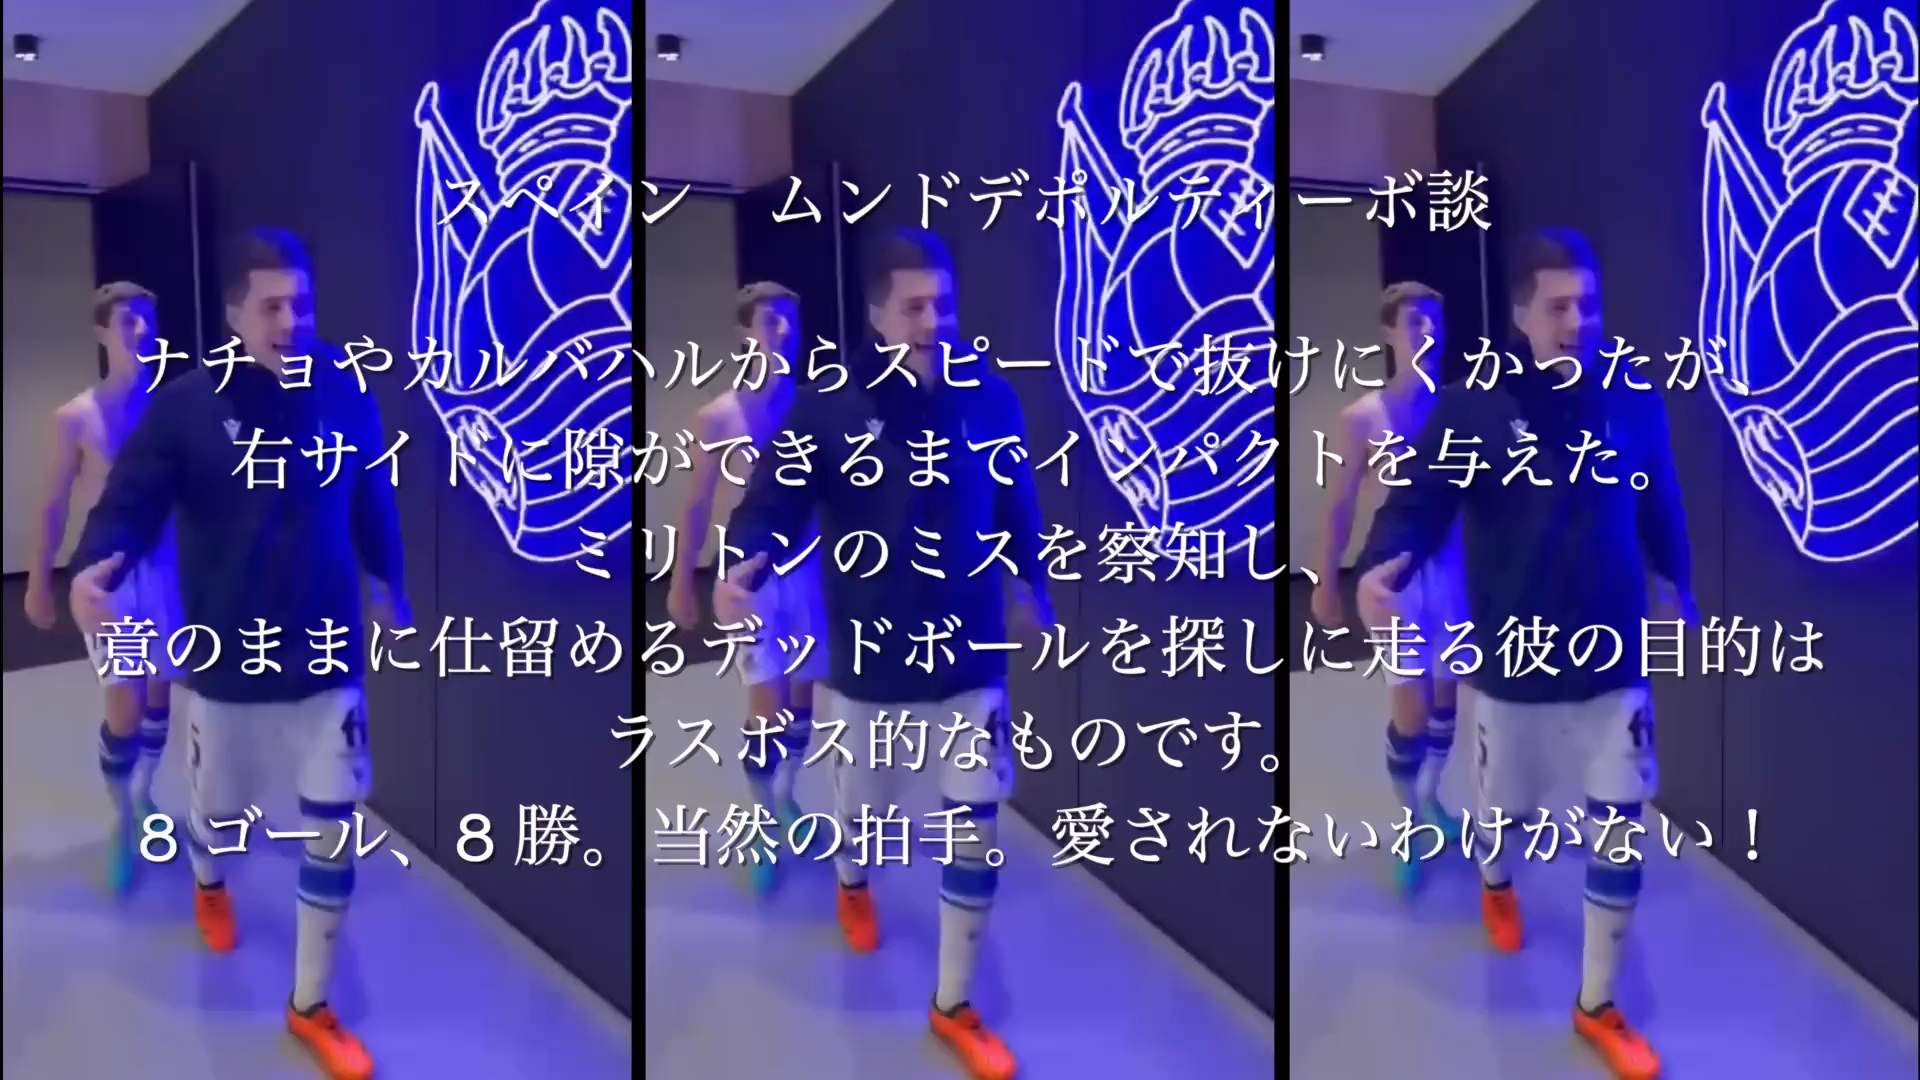 スペイン　ムンドデポルティーボ談
ナチョやカルバハルからスピードで抜けにくかったが、
右サイドに隙ができるまでインパクトを与えた。
ミリトンのミスを察知し、
意のままに仕留めるデッドボールを探しに走る彼の目的は
ラスボス的なものです。
8 ゴール、8 勝。当然の拍手。愛されないわけがない！